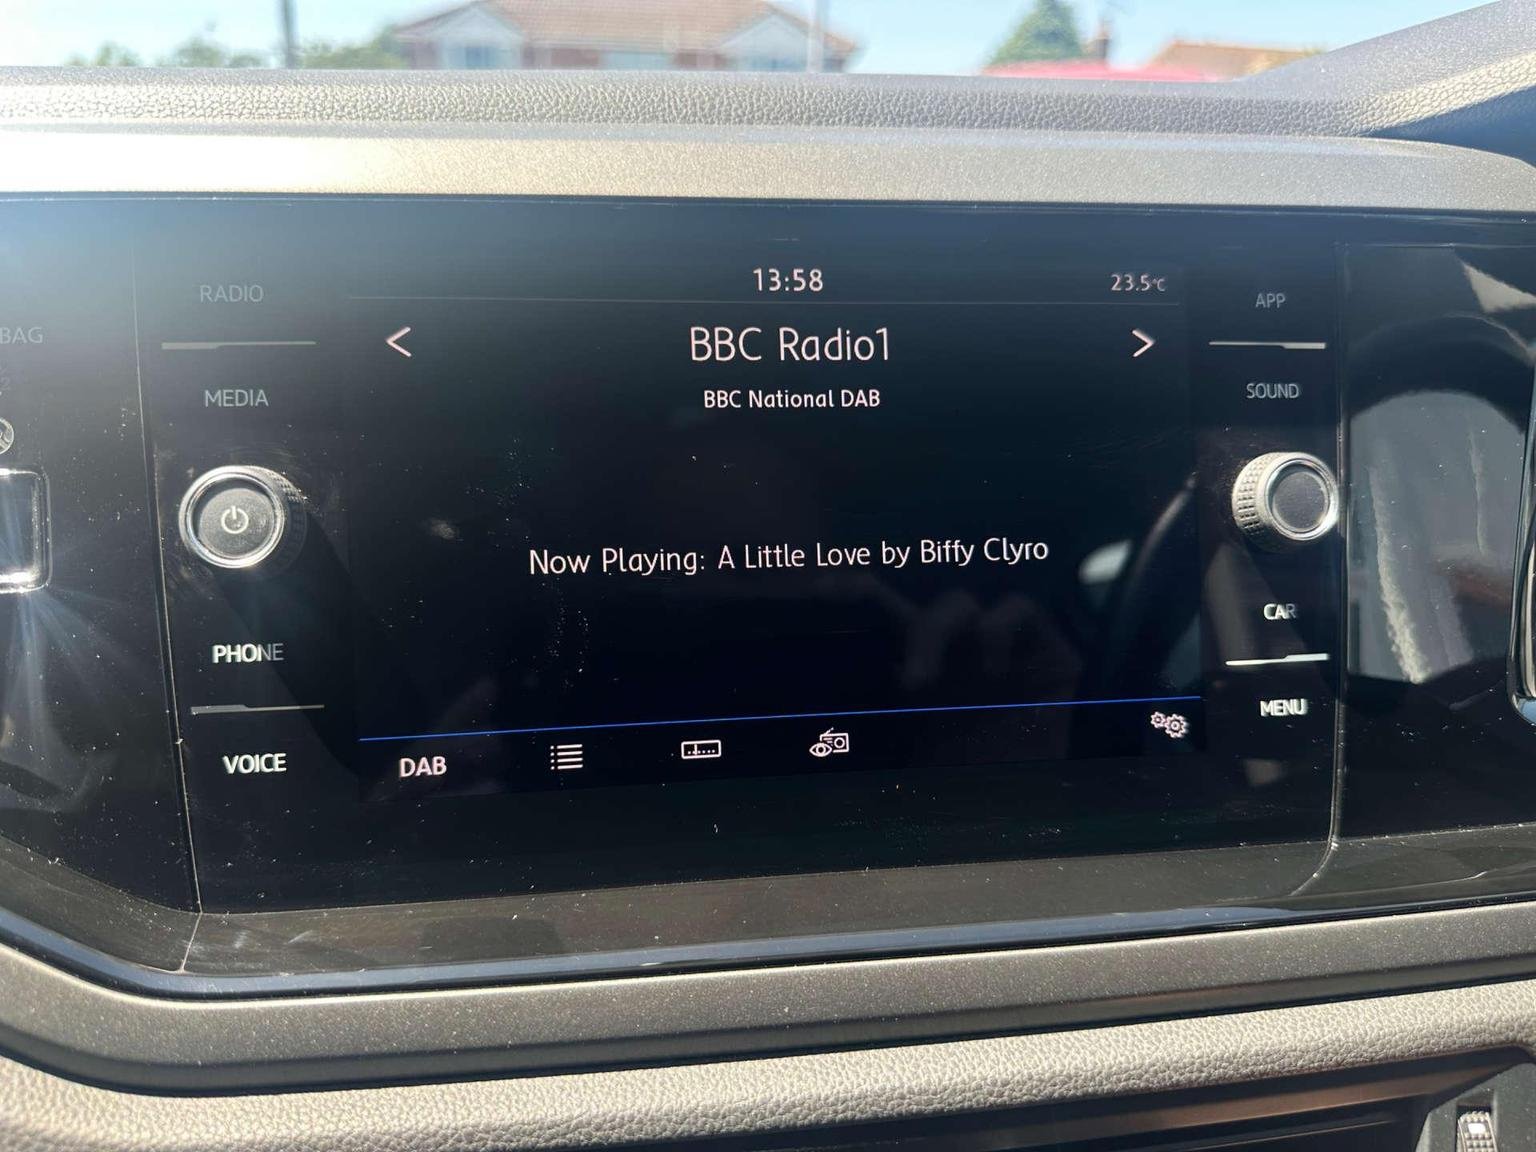 13:58
23.5°C
RADIO
BBC Radio1
APP
BAG
MEDIA
BBC National DAB
SOUND
Now Playing: A Little Love by Biffy Clyro
CAR
PHONE
MENU
VOICE
DAB